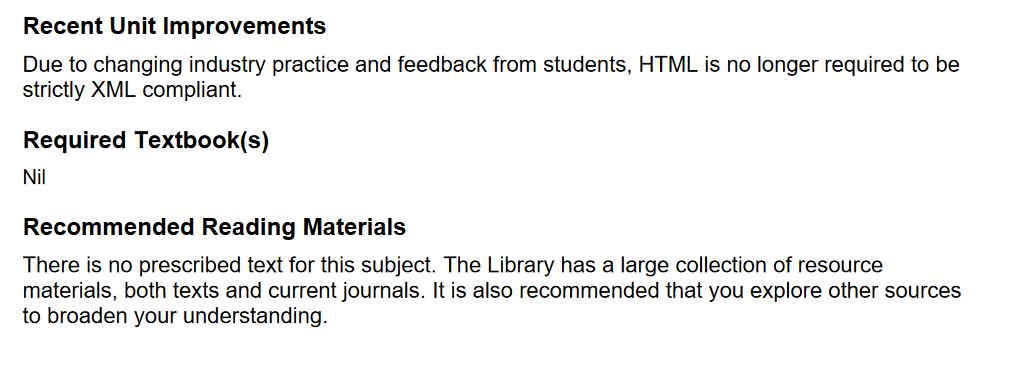 Recent Unit Improvements
Due to changing industry practice and feedback from students, HTML is no longer required to be
strictly XML compliant.
Required Textbook(s)
Nil
Recommended Reading Materials
There is no prescribed text for this subject. The Library has a large collection of resource
materials, both texts and current journals. It is also recommended that you explore other sources
to broaden your understanding.